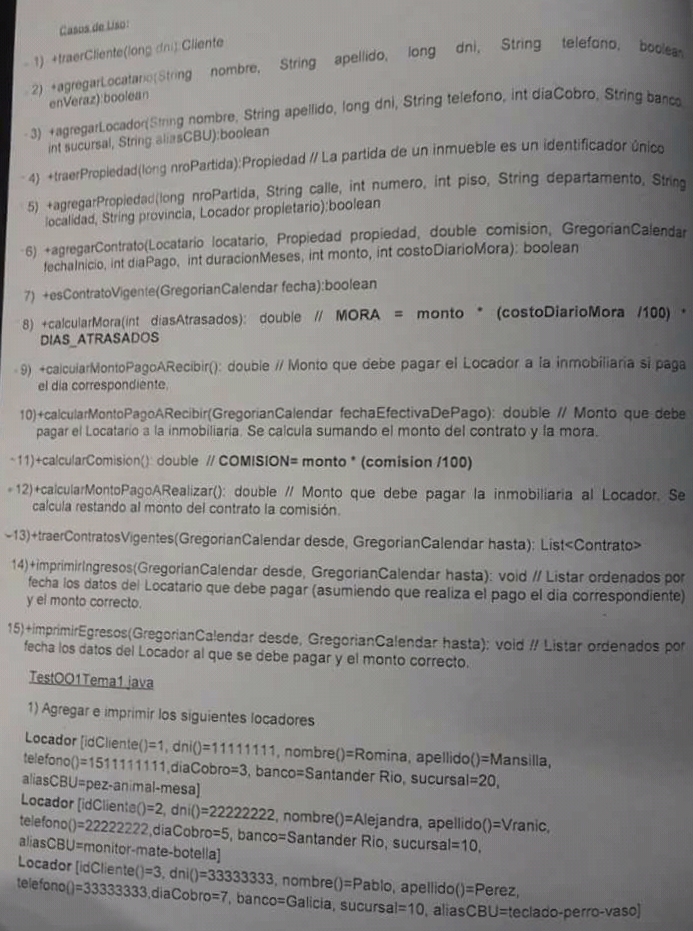 Casos de Uso:
1) +traerCliente(long dni):Cliente
2) +agregarLocatario(String nombre, String apellido, long dni, String telefono, boolean
enVeraz):boolean
3) +agregarLocador(String nombre, String apellido, long dni, String telefono, int diaCobro, String banco,
int sucursal, String aliasCBU):boolean
4) +traerPropiedad(long nroPartida):Propiedad // La partida de un inmueble es un identificador único
5) +agregarPropiedad(long nroPartida, String calle, int numero, int piso, String departamento, String
localidad, String provincia, Locador propietario):boolean
6) +agregarContrato(Locatario locatario, Propiedad propiedad, double comision, GregorianCalendar
fechaInicio, int diaPago, int duracionMeses, int monto, int costoDiarioMora): boolean
7) +esContratoVigente(GregorianCalendar fecha):boolean
8) +calcularMora(int diasAtrasados): double // MORA = monto * (costoDiarioMora /100) *
DIAS_ATRASADOS
9) +calcularMontoPagoARecibir(): double // Monto que debe pagar el Locador a la inmobiliaria si paga
el dia correspondiente.
10)+calcularMontoPagoARecibir(GregorianCalendar fechaEfectivaDePago): double // Monto que debe
pagar el Locatario a la inmobiliaria. Se calcula sumando el monto del contrato y la mora.
11)+calcularComision(): double // COMISION= monto * (comision /100)
12)+calcularMontoPagoARealizar(): double // Monto que debe pagar la inmobiliaria al Locador. Se
calcula restando al monto del contrato la comisión.
13)+traerContratosVigentes(GregorianCalendar desde, GregorianCalendar hasta): List<Contrato>
14)+imprimirIngresos(GregorianCalendar desde, GregorianCalendar hasta): void // Listar ordenados por
fecha los datos del Locatario que debe pagar (asumiendo que realiza el pago el dia correspondiente)
y el monto correcto.
15)+imprimirEgresos(GregorianCalendar desde, GregorianCalendar hasta): void // Listar ordenados por
fecha los datos del Locador al que se debe pagar y el monto correcto.
TestOO1Tema1.java
1) Agregar e imprimir los siguientes locadores
Locador [idCliente()=1, dni()=11111111, nombre()=Romina, apellido()=Mansilla,
telefono()=1511111111,diaCobro=3, banco=Santander Rio, sucursal=20,
aliasCBU=pez-animal-mesa]
Locador [idCliente()=2, dni()=22222222, nombre()=Alejandra, apellido()=Vranic,
telefono()=22222222,diaCobro=5, banco=Santander Rio, sucursal=10,
aliasCBU=monitor-mate-botella]
Locador [idCliente()=3, dni()=33333333, nombre()=Pablo, apellido()=Perez,
telefono()=33333333,diaCobro=7, banco=Galicia, sucursal=10, aliasCBU=teclado-perro-vaso]